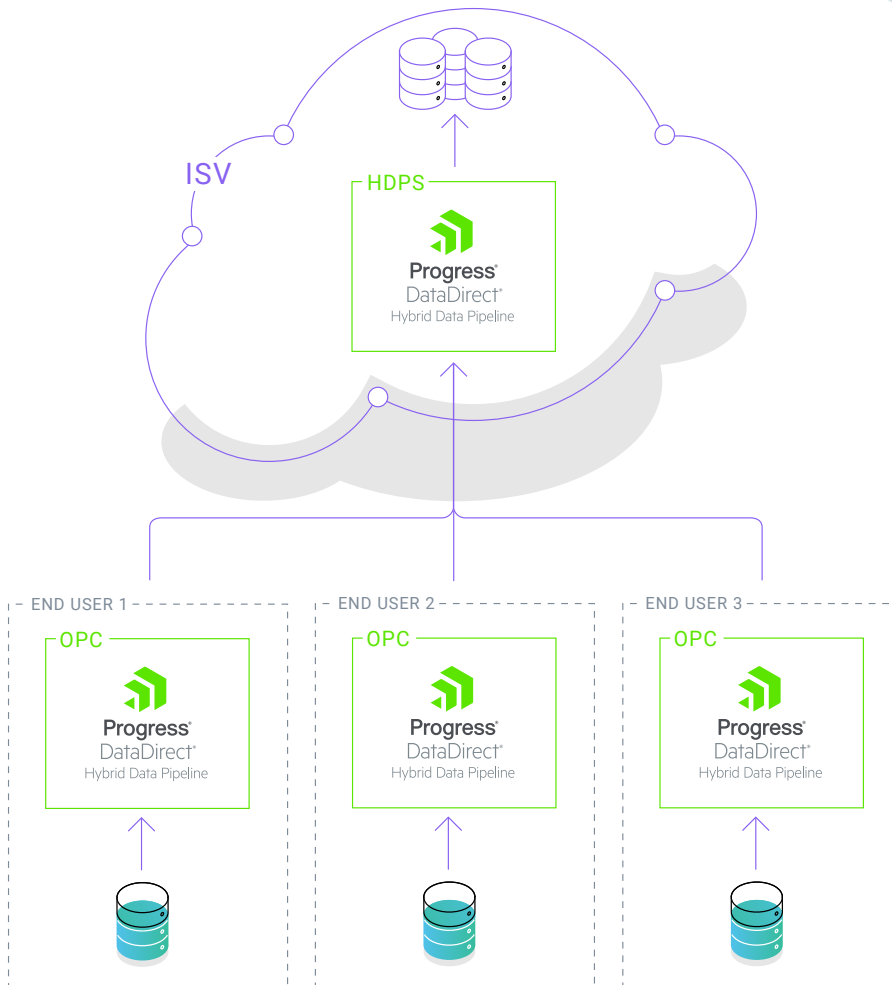 ISV
HDPS
Progress®
DataDirect®
Hybrid Data Pipeline
END USER 1
END USER 2
END USER 3
OPC
OPC
OPC
Progress®
DataDirect®
Hybrid Data Pipeline
Progress®
DataDirect®
Hybrid Data Pipeline
Progress®
DataDirect®
Hybrid Data Pipeline